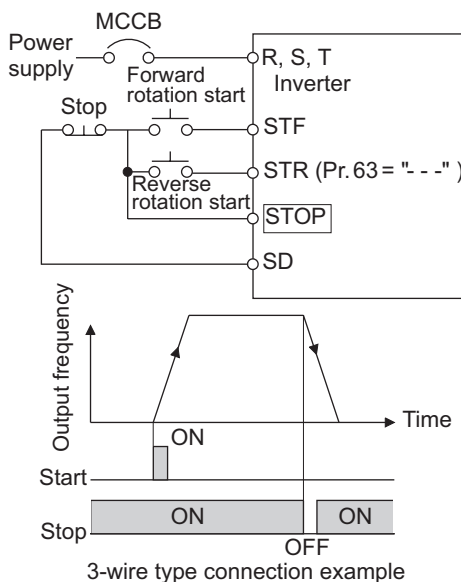 MCCB
Power
supply
R, S, T
Inverter
Forward
rotation start
Stop
STF
STR (Pr. 63 = "- - -" )
Reverse
rotation start
STOP
SD
Output frequency
Time
ON
Start
ON
ON
Stop
OFF
3-wire type connection example